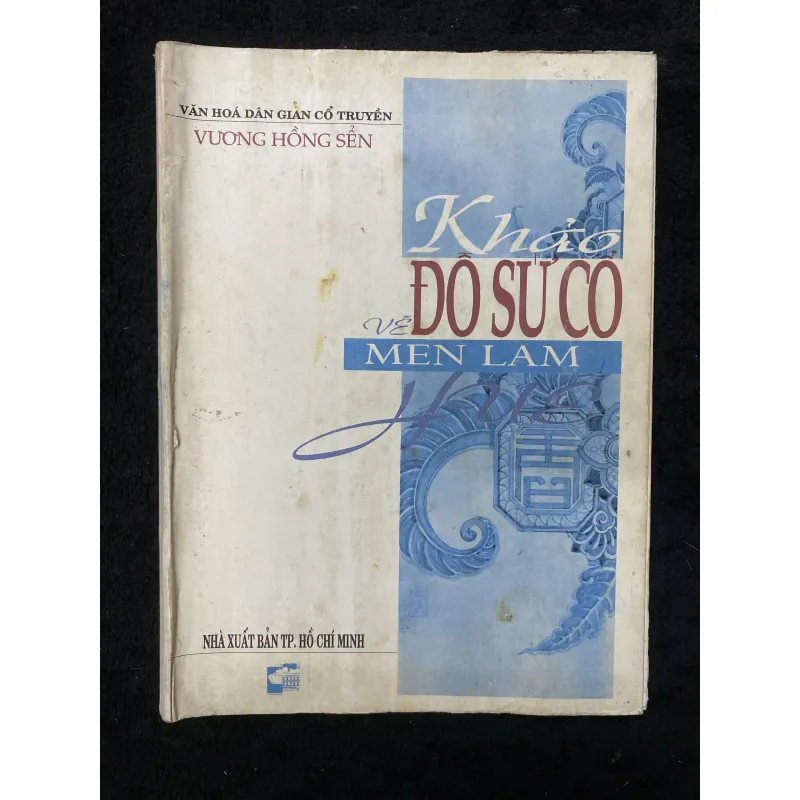 VĂN HOÁ DÂN GIAN CỔ TRUYỀN
VƯƠNG HỒNG SỂN
Khảo
VỀ ĐỒ SỨ CỔ
MEN LAM
Huế
NHÀ XUẤT BẢN TP. HỒ CHÍ MINH